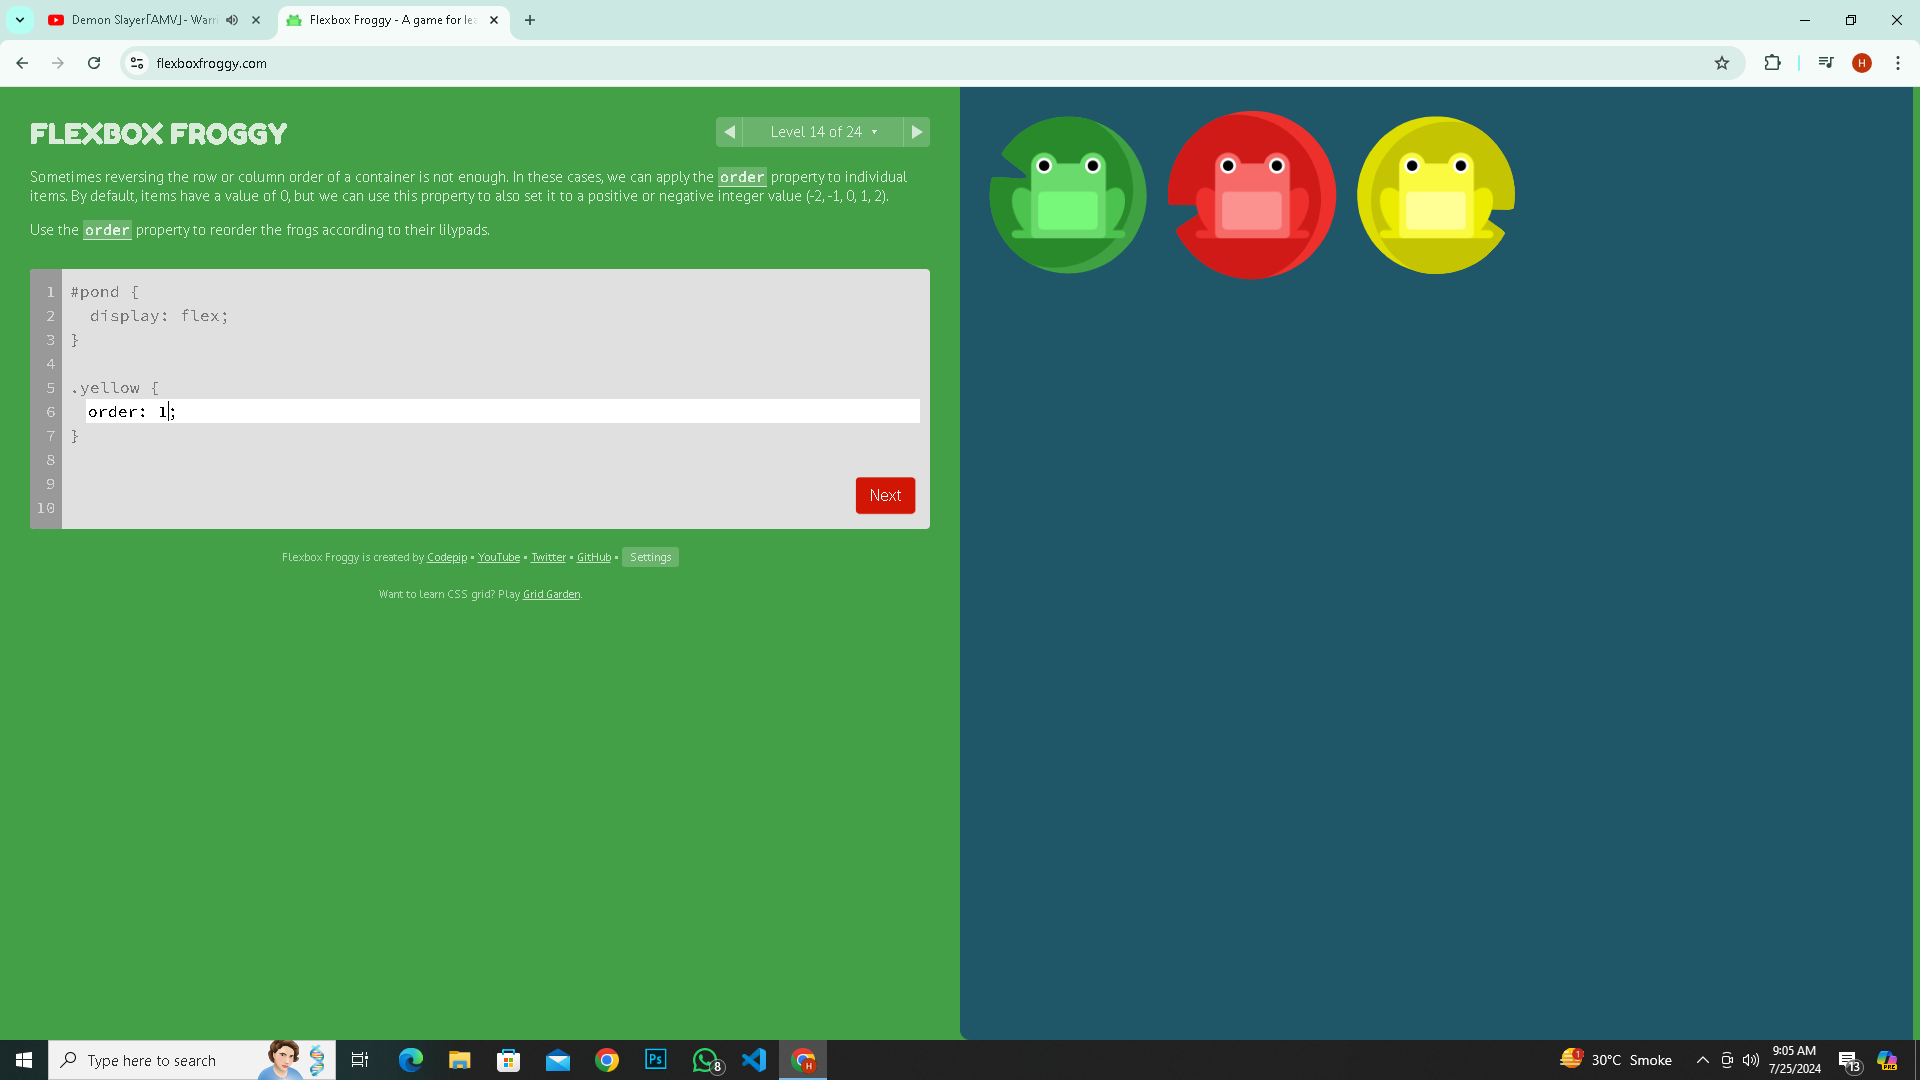 Demon Slayer「AMV」- Warri
Flexbox Froggy - A game for lea
flexboxfroggy.com
H
FLEXBOX FROGGY
Level 14 of 24
Sometimes reversing the row or column order of a container is not enough. In these cases, we can apply the order property to individual
items. By default, items have a value of 0, but we can use this property to also set it to a positive or negative integer value (-2, -1, 0, 1, 2).
Use the order property to reorder the frogs according to their lilypads.
1 #pond {
2 display: flex;
3 }
4
5 .yellow {
6 order: 1;
7 }
8
9
10
Next
Flexbox Froggy is created by Codepip • YouTube • Twitter • GitHub • Settings
Want to learn CSS grid? Play Grid Garden.
Type here to search
Ps
8
H
1
30°C Smoke
9:05 AM
7/25/2024
13
PRE